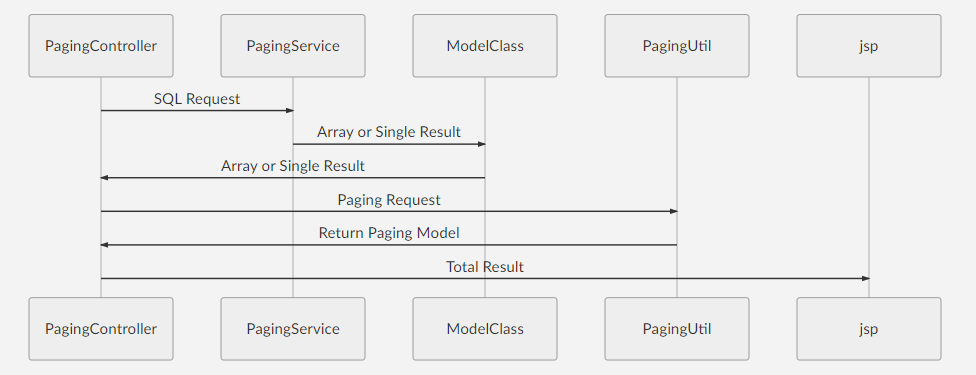 PagingController PagingService ModelClass PagingUtil jsp
SQL Request
Array or Single Result
Array or Single Result
Paging Request
Return Paging Model
Total Result
PagingController PagingService ModelClass PagingUtil jsp